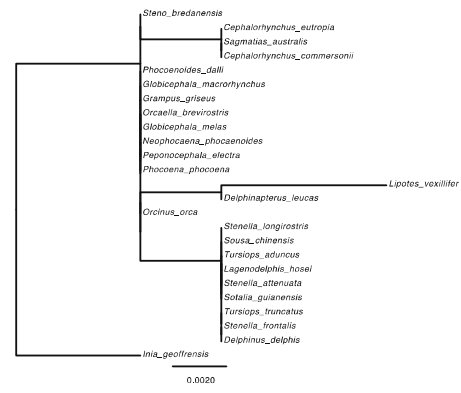 Steno_bredanensis
Cephalorhynchus_eutropia
Sagmatias_australis
Cephalorhynchus_commersonii
Phocoenoides_dalli
Globicephala_macrorhynchus
Grampus_griseus
Orcaella_brevirostris
Globicephala_melas
Neophocaena_phocaenoides
Peponocephala_electra
Phocoena_phocoena
Lipotes_vexillifer
Delphinapterus_leucas
Orcinus_orca
Stenella_longirostris
Sousa_chinensis
Tursiops_aduncus
Lagenodelphis_hosei
Stenella_attenuata
Sotalia_guianensis
Tursiops_truncatus
Stenella_frontalis
Delphinus_delphis
Inia_geoffrensis
0.0020